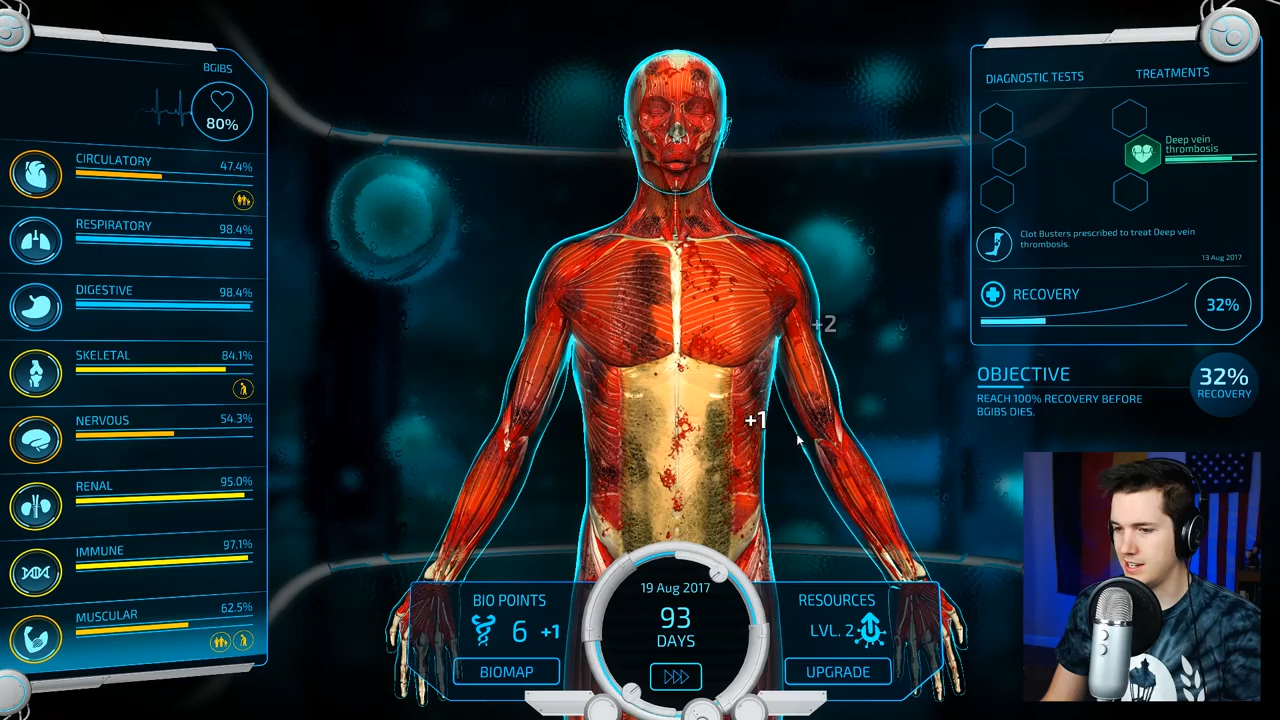 BGIBS
80%
CIRCULATORY 47.4%
RESPIRATORY 98.4%
DIGESTIVE 98.4%
SKELETAL 84.1%
NERVOUS 54.3%
RENAL 95.0%
IMMUNE 97.1%
MUSCULAR 62.5%
+2
+1
BIO POINTS
6 +1
BIOMAP
19 Aug 2017
93
DAYS
RESOURCES
LVL. 2
UPGRADE
DIAGNOSTIC TESTS
TREATMENTS
Deep vein
thrombosis
Clot Busters prescribed to treat Deep vein
thrombosis.
13 Aug 2017
RECOVERY
32%
OBJECTIVE
REACH 100% RECOVERY BEFORE
BGIBS DIES.
32%
RECOVERY